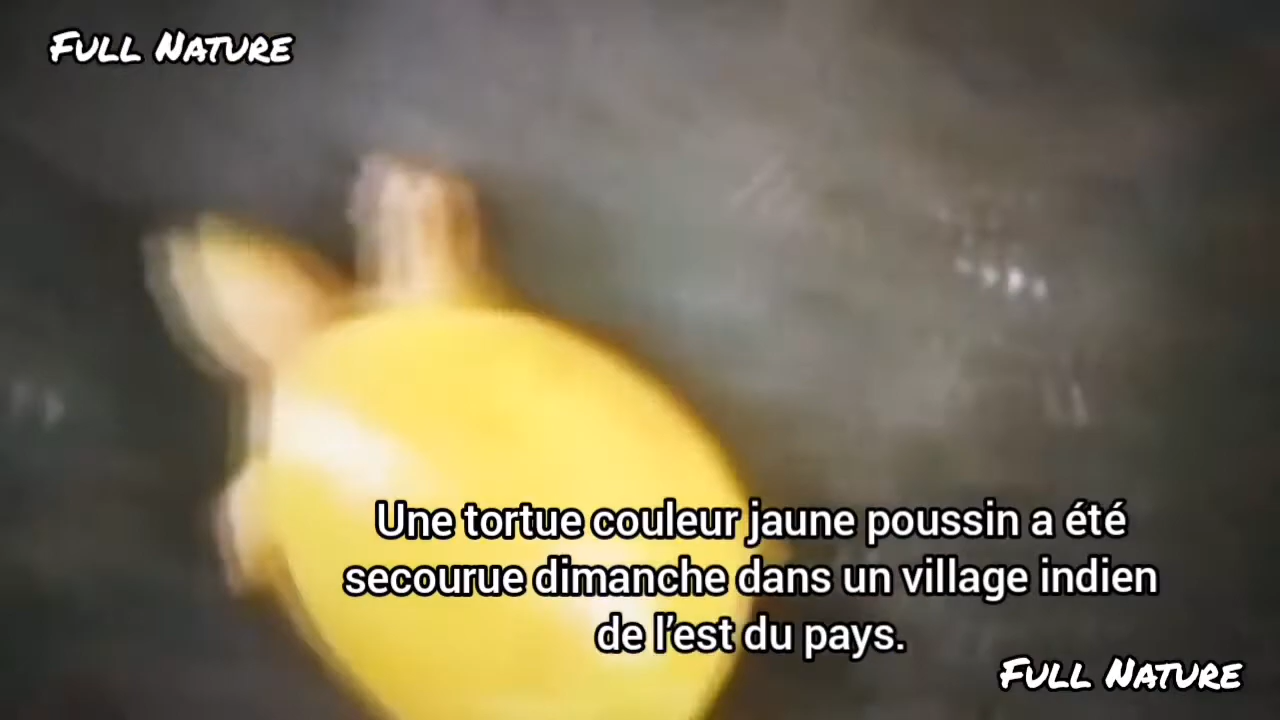 FULL NATURE
Une tortue couleur jaune poussin a été
secourue dimanche dans un village indien
de l'est du pays.
FULL NATURE